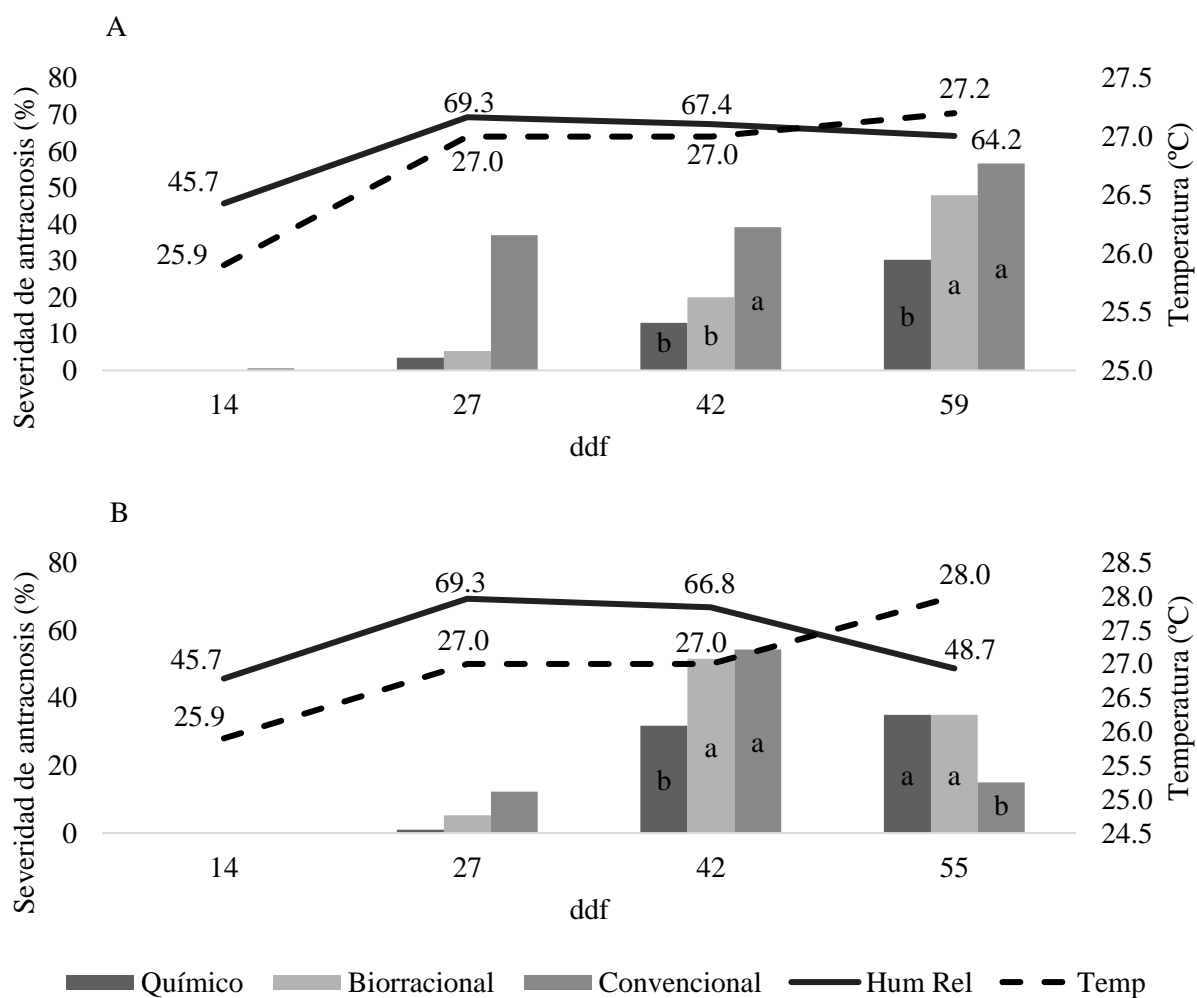 A
Severidad de antracnosis (%)
80
70
60
50
40
30
20
10
0
45.7
69.3
67.4
64.2
25.9
27.0
27.0
27.2
b
b
a
b
a
a
27.5
27.0
26.5
26.0
25.5
25.0
Temperatura (ºC)
14
27
42
59
ddf
B
Severidad de antracnosis (%)
80
60
40
20
0
45.7
69.3
66.8
48.7
25.9
27.0
27.0
28.0
b
a
a
a
a
b
28.5
28.0
27.5
27.0
26.5
26.0
25.5
25.0
24.5
Temperatura (ºC)
14
27
42
55
ddf
Químico
Biorracional
Convencional
Hum Rel
Temp